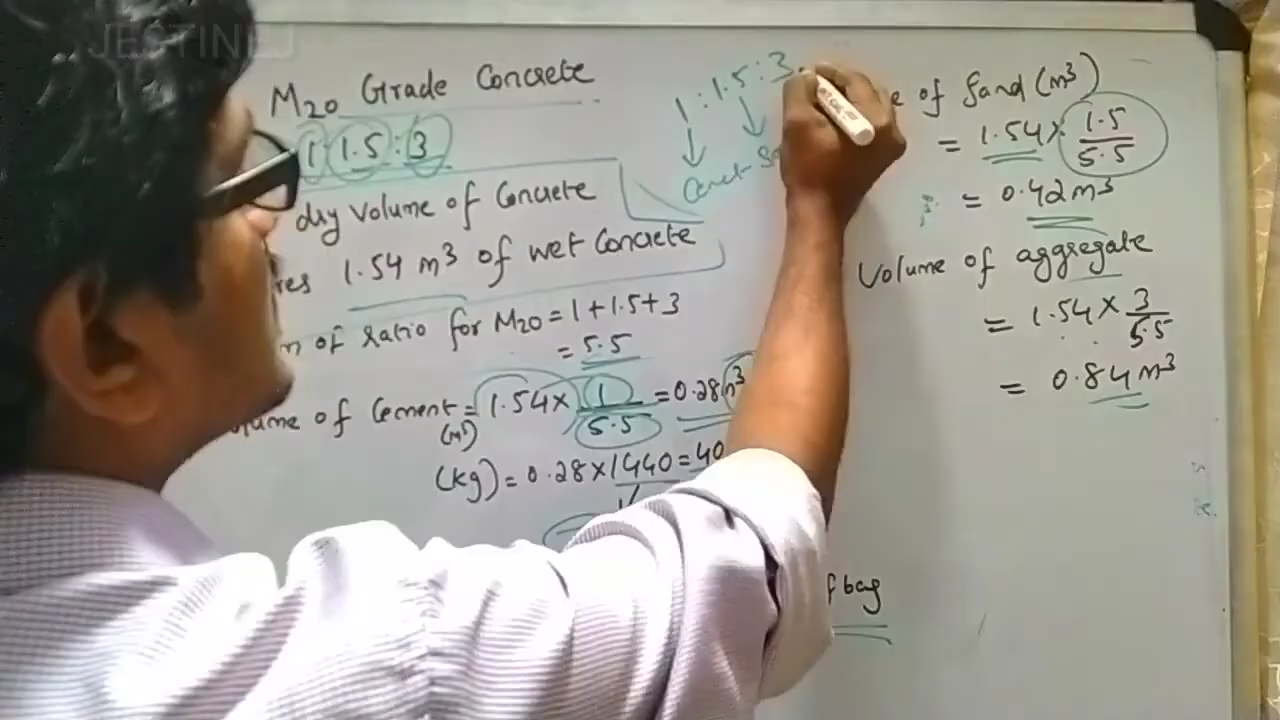 JESTINEJ
M20 Grade Concrete
1:1.5:3
dry volume of Concrete
res 1.54 m³ of wet Concrete
n of ratio for M20 = 1+1.5+3
= 5.5
ume of Cement = 1.54 × 1/5.5 = 0.28 m³
(m³)
(kg) = 0.28×1440 = 40
f bag
1:1.5:3
e of Sand (m³)
= 1.54 × 1.5/5.5
= 0.42 m³
Volume of aggregate
= 1.54 × 3/5.5
= 0.84 m³